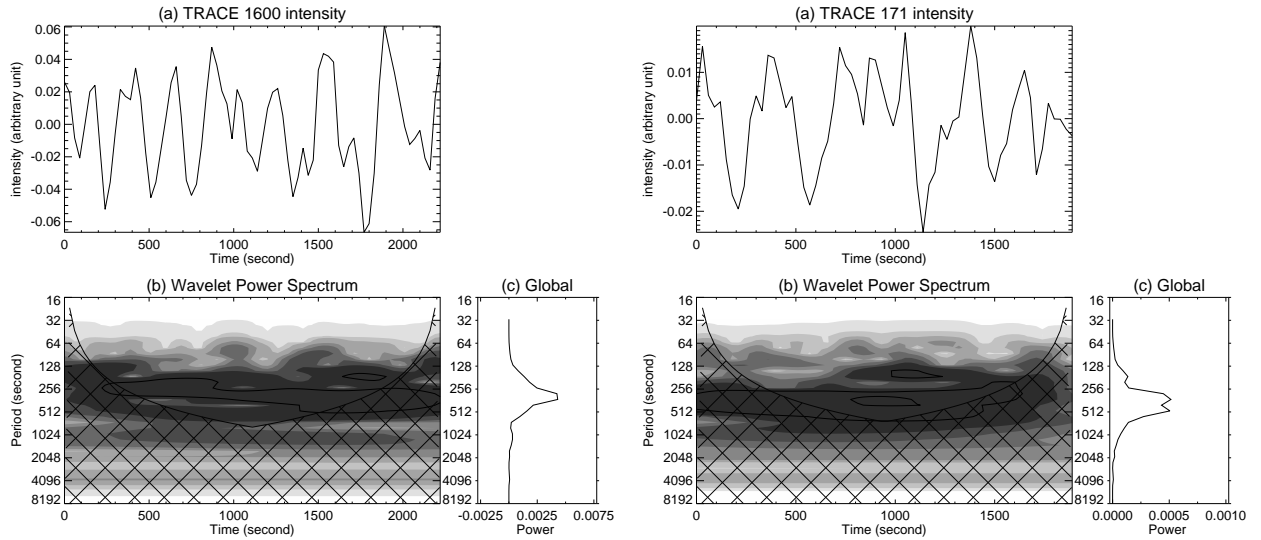 (a) TRACE 1600 intensity
intensity (arbitrary unit)
0.06
0.04
0.02
0.00
-0.02
-0.04
-0.06
0 500 1000 1500 2000
Time (second)
(b) Wavelet Power Spectrum
Period (second)
16
32
64
128
256
512
1024
2048
4096
8192
0 500 1000 1500 2000
Time (second)
(c) Global
16
32
64
128
256
512
1024
2048
4096
8192
-0.0025 0.0025 0.0075
Power
(a) TRACE 171 intensity
intensity (arbitrary unit)
0.01
0.00
-0.01
-0.02
0 500 1000 1500
Time (second)
(b) Wavelet Power Spectrum
Period (second)
16
32
64
128
256
512
1024
2048
4096
8192
0 500 1000 1500
Time (second)
(c) Global
16
32
64
128
256
512
1024
2048
4096
8192
0.0000 0.0005 0.0010
Power